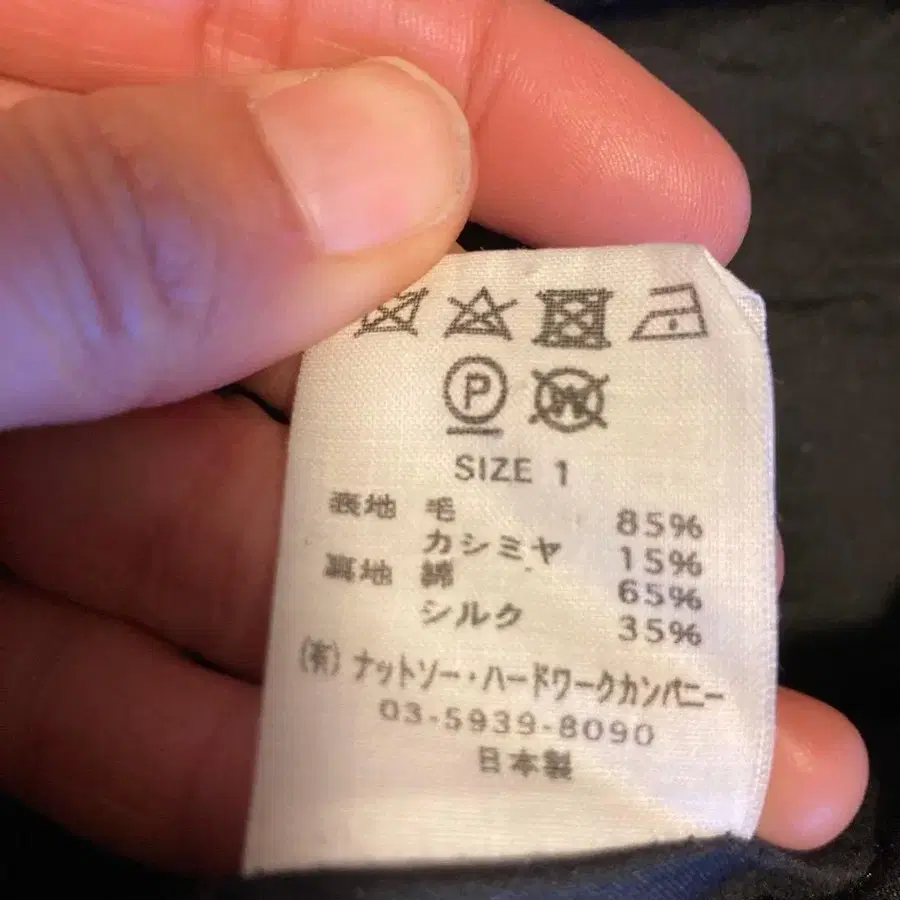 P W
SIZE 1
表地 毛 85%
カシミヤ 15%
裏地 綿 65%
シルク 35%
(有)ナットソー・ハードワークカンパニー
03-5939-8090
日本製